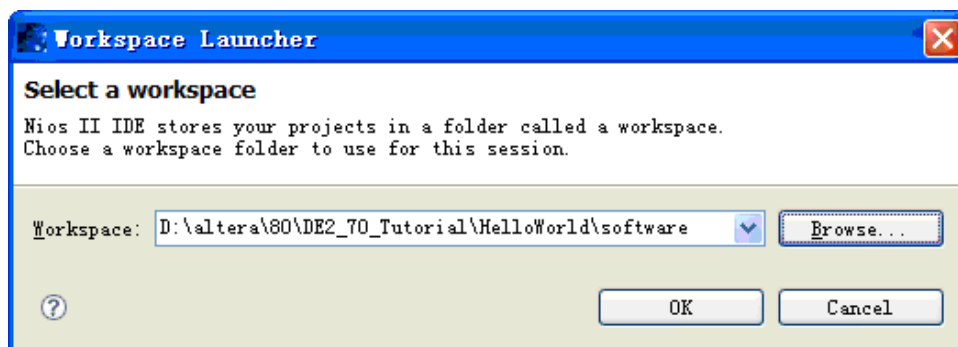 Workspace Launcher
Select a workspace
Nios II IDE stores your projects in a folder called a workspace.
Choose a workspace folder to use for this session.
Workspace: D:\altera\80\DE2_70_Tutorial\HelloWorld\software Browse...
? OK Cancel